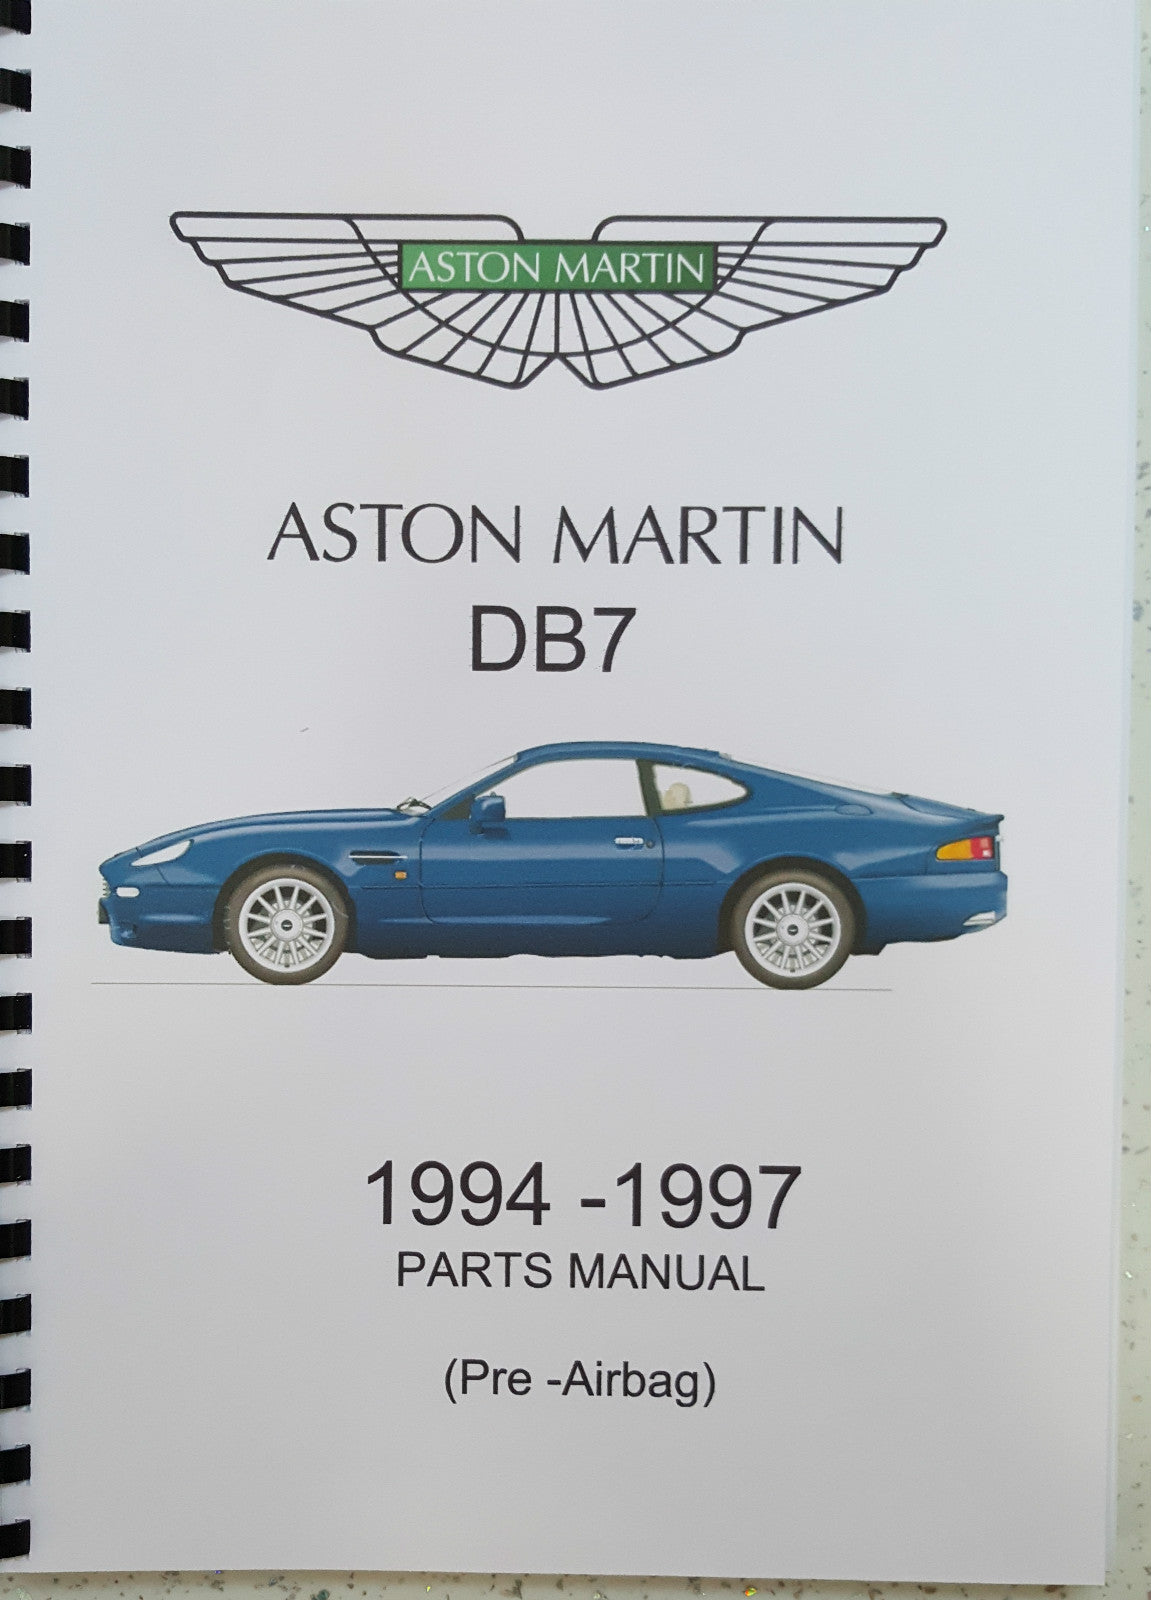 ASTON MARTIN
ASTON MARTIN
DB7
1994 -1997
PARTS MANUAL
(Pre -Airbag)